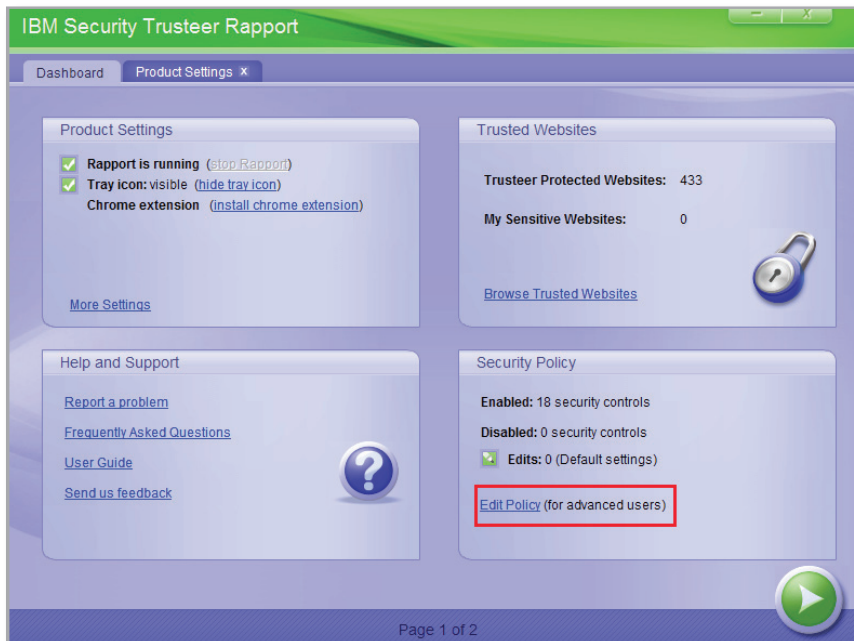 IBM Security Trusteer Rapport
Dashboard
Product Settings x
Product Settings
Rapport is running (stop Rapport)
Tray icon: visible (hide tray icon)
Chrome extension (install chrome extension)
More Settings
Trusted Websites
Trusteer Protected Websites: 433
My Sensitive Websites: 0
Browse Trusted Websites
Help and Support
Report a problem
Frequently Asked Questions
User Guide
Send us feedback
Security Policy
Enabled: 18 security controls
Disabled: 0 security controls
Edits: 0 (Default settings)
Edit Policy (for advanced users)
Page 1 of 2